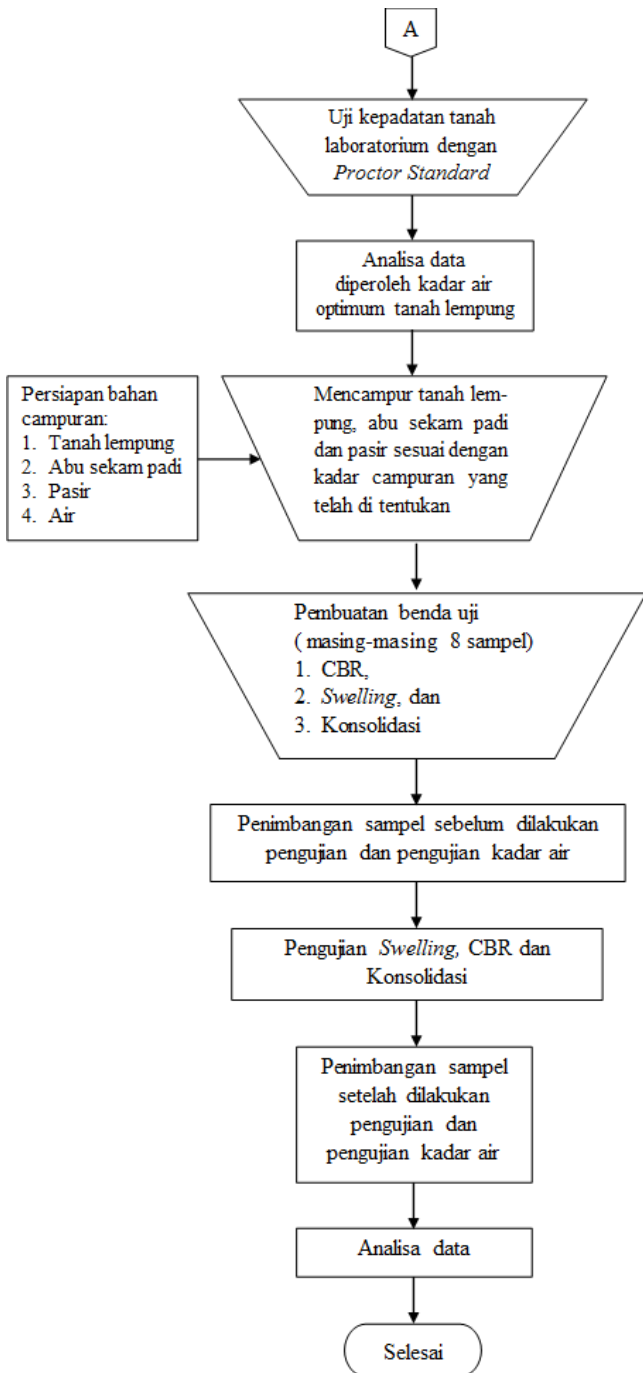 A
Uji kepadatan tanah
laboratorium dengan
Proctor Standard
Analisa data
diperoleh kadar air
optimum tanah lempung
Persiapan bahan
campuran:
1. Tanah lempung
2. Abu sekam padi
3. Pasir
4. Air
Mencampur tanah lem-
pung, abu sekam padi
dan pasir sesuai dengan
kadar campuran yang
telah di tentukan
Pembuatan benda uji
( masing-masing 8 sampel)
1. CBR,
2. Swelling, dan
3. Konsolidasi
Penimbangan sampel sebelum dilakukan
pengujian dan pengujian kadar air
Pengujian Swelling, CBR dan
Konsolidasi
Penimbangan sampel
setelah dilakukan
pengujian dan
pengujian kadar air
Analisa data
Selesai